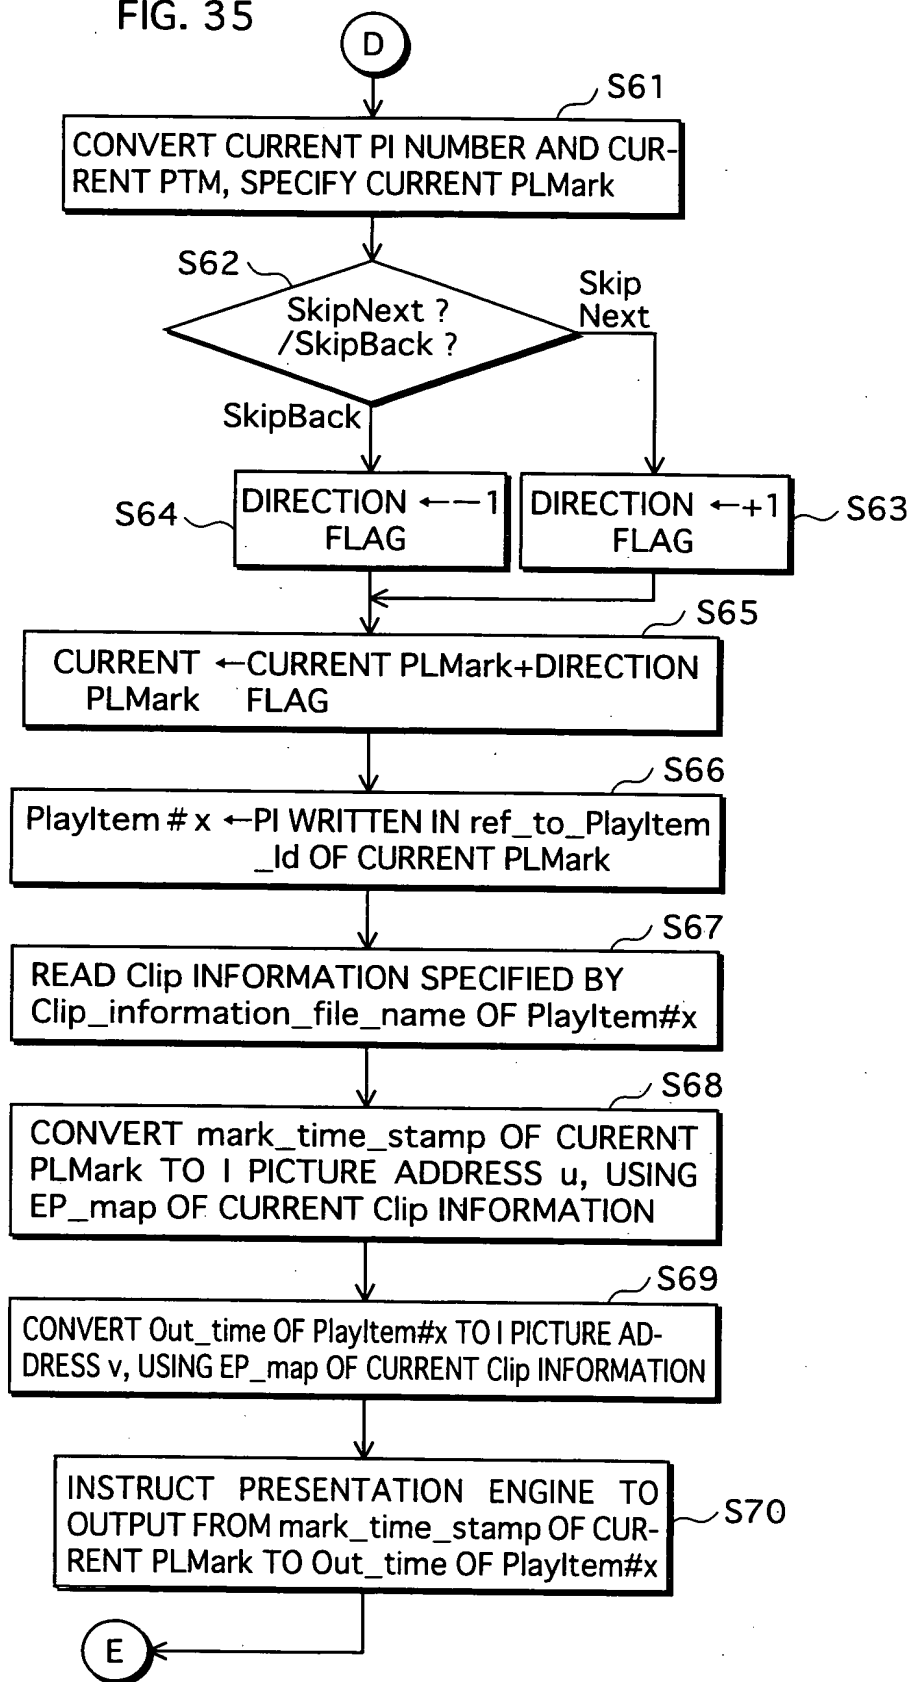 FIG. 35
D
S61
CONVERT CURRENT PI NUMBER AND CUR-
RENT PTM, SPECIFY CURRENT PLMark
S62
SkipNext ?
/SkipBack ?
Skip
Next
SkipBack
S64
DIRECTION ←−1
FLAG
DIRECTION ←+1
FLAG
S63
S65
CURRENT ←CURRENT PLMark+DIRECTION
PLMark FLAG
S66
PlayItem # x ←PI WRITTEN IN ref_to_PlayItem
_Id OF CURRENT PLMark
S67
READ Clip INFORMATION SPECIFIED BY
Clip_information_file_name OF PlayItem#x
S68
CONVERT mark_time_stamp OF CURERNT
PLMark TO I PICTURE ADDRESS u, USING
EP_map OF CURRENT Clip INFORMATION
S69
CONVERT Out_time OF PlayItem#x TO I PICTURE AD-
DRESS v, USING EP_map OF CURRENT Clip INFORMATION
INSTRUCT PRESENTATION ENGINE TO
OUTPUT FROM mark_time_stamp OF CUR-
RENT PLMark TO Out_time OF PlayItem#x
S70
E